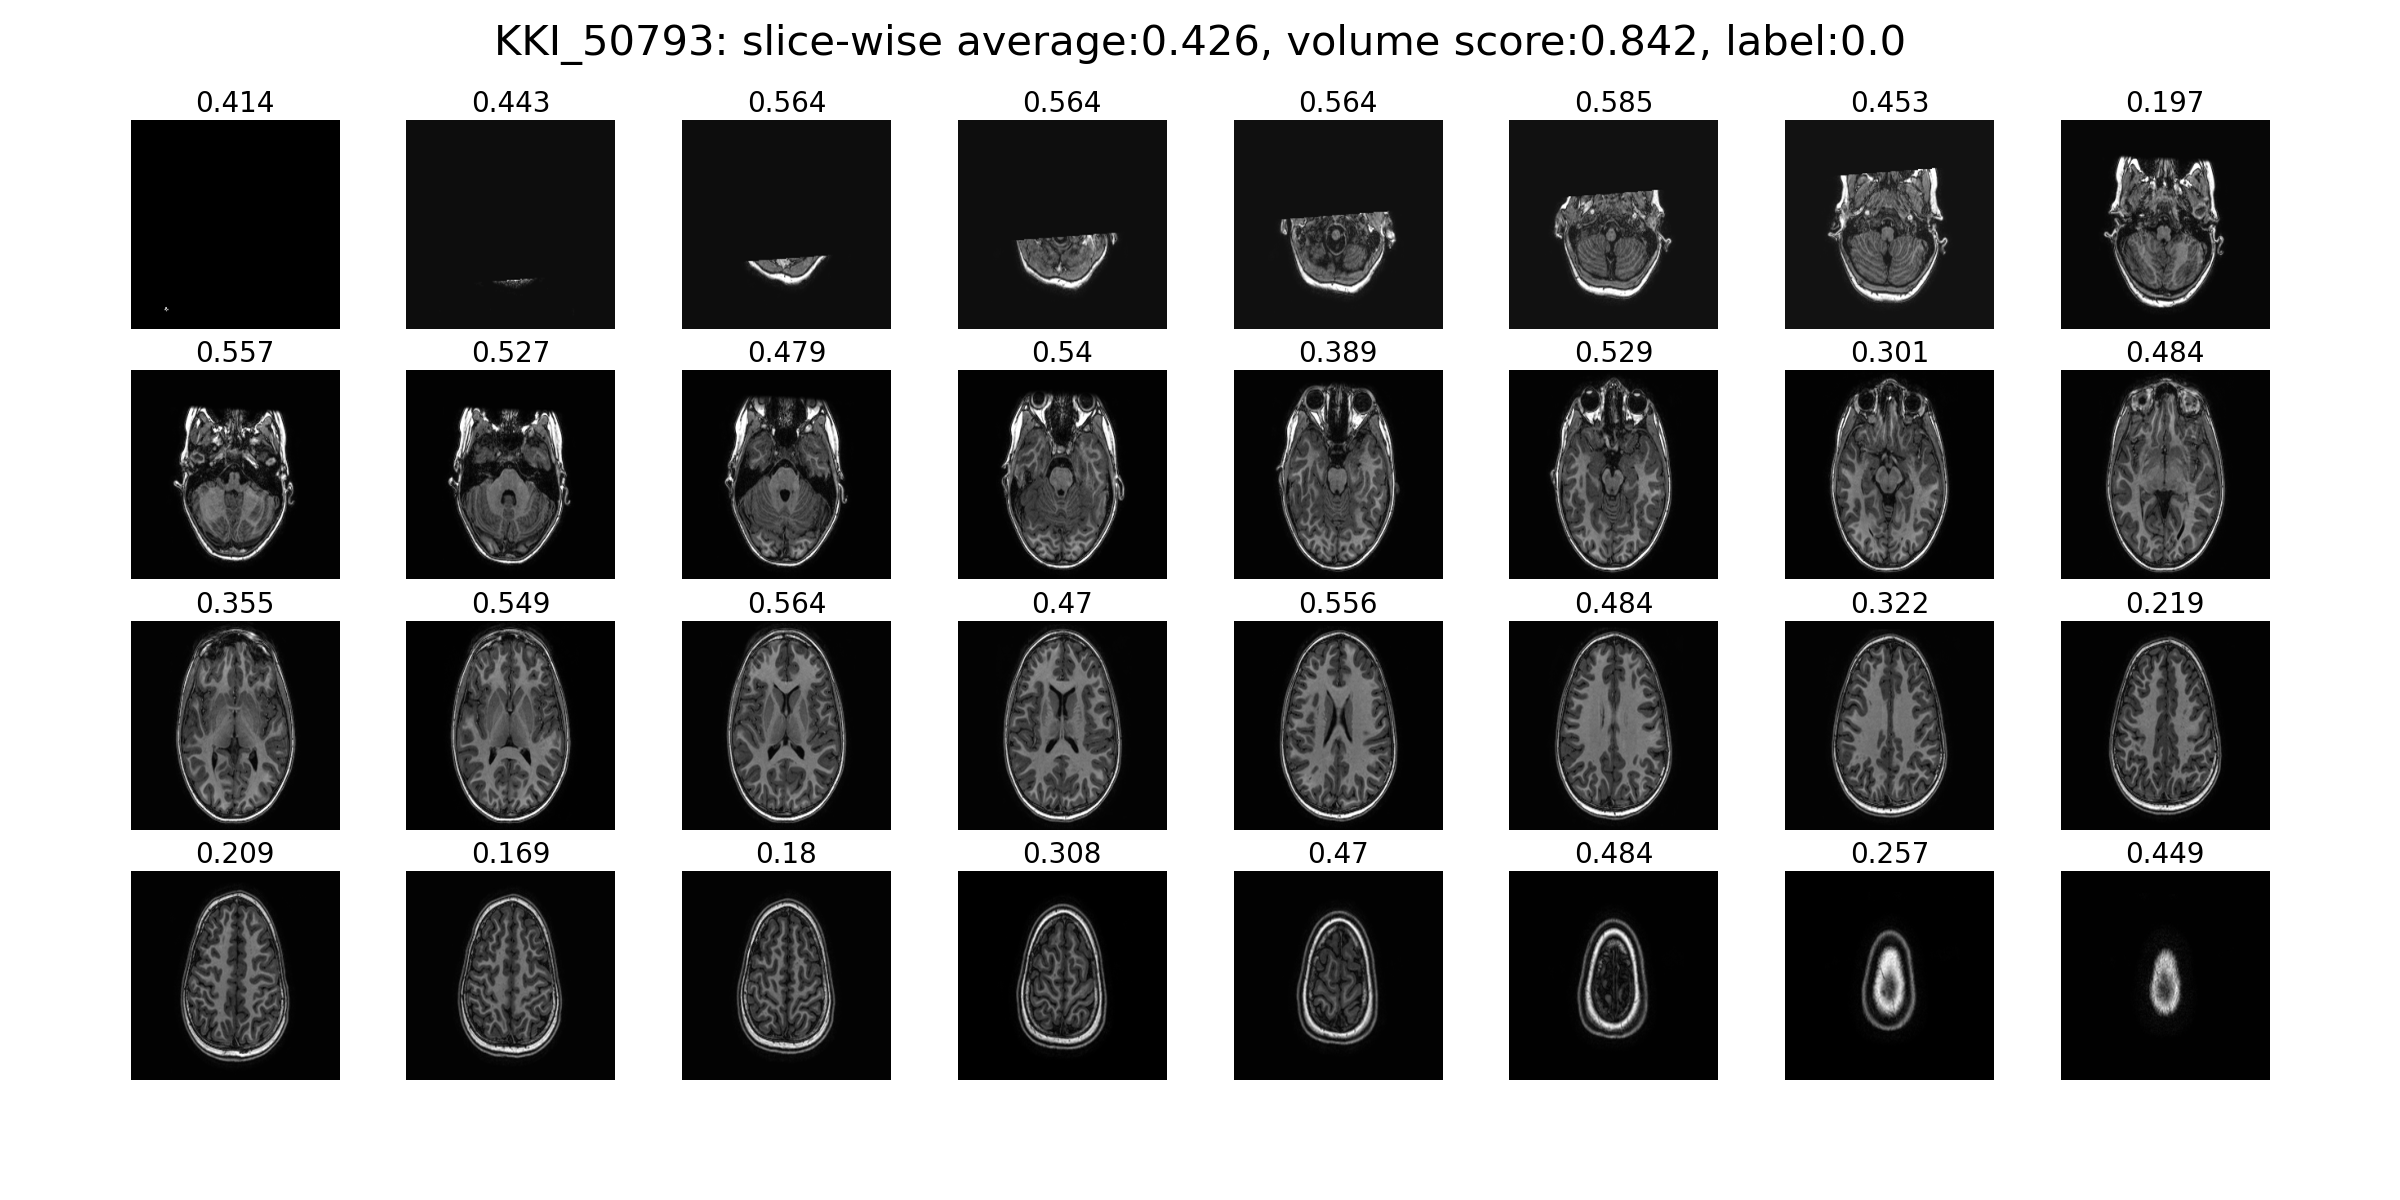 KKI_50793: slice-wise average:0.426, volume score:0.842, label:0.0
0.414 0.443 0.564 0.564 0.564 0.585 0.453 0.197
0.557 0.527 0.479 0.54 0.389 0.529 0.301 0.484
0.355 0.549 0.564 0.47 0.556 0.484 0.322 0.219
0.209 0.169 0.18 0.308 0.47 0.484 0.257 0.449